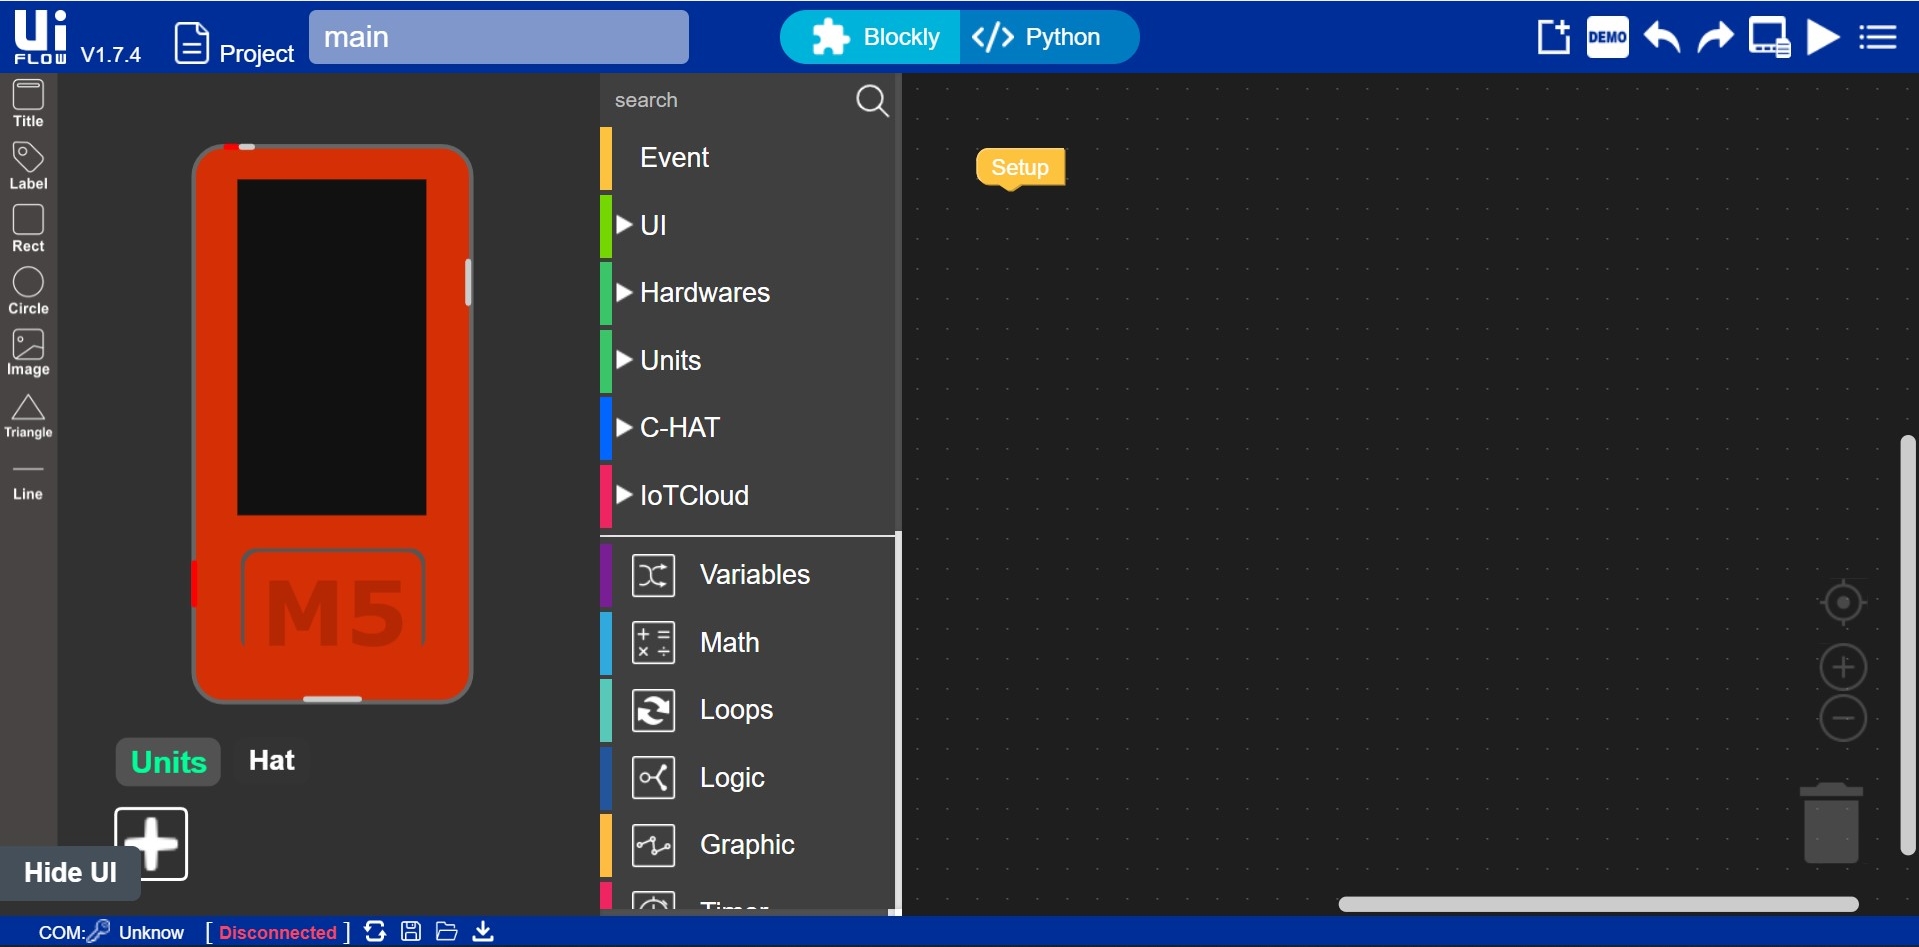 Ui
FLOW
V1.7.4
Project
main
Blockly
Python
DEMO
Title
Label
Rect
Circle
Image
Triangle
Line
M5
Units
Hat
Hide UI
search
Event
UI
Hardwares
Units
C-HAT
IoTCloud
Variables
Math
Loops
Logic
Graphic
Timer
Setup
COM: Unknow [ Disconnected ]